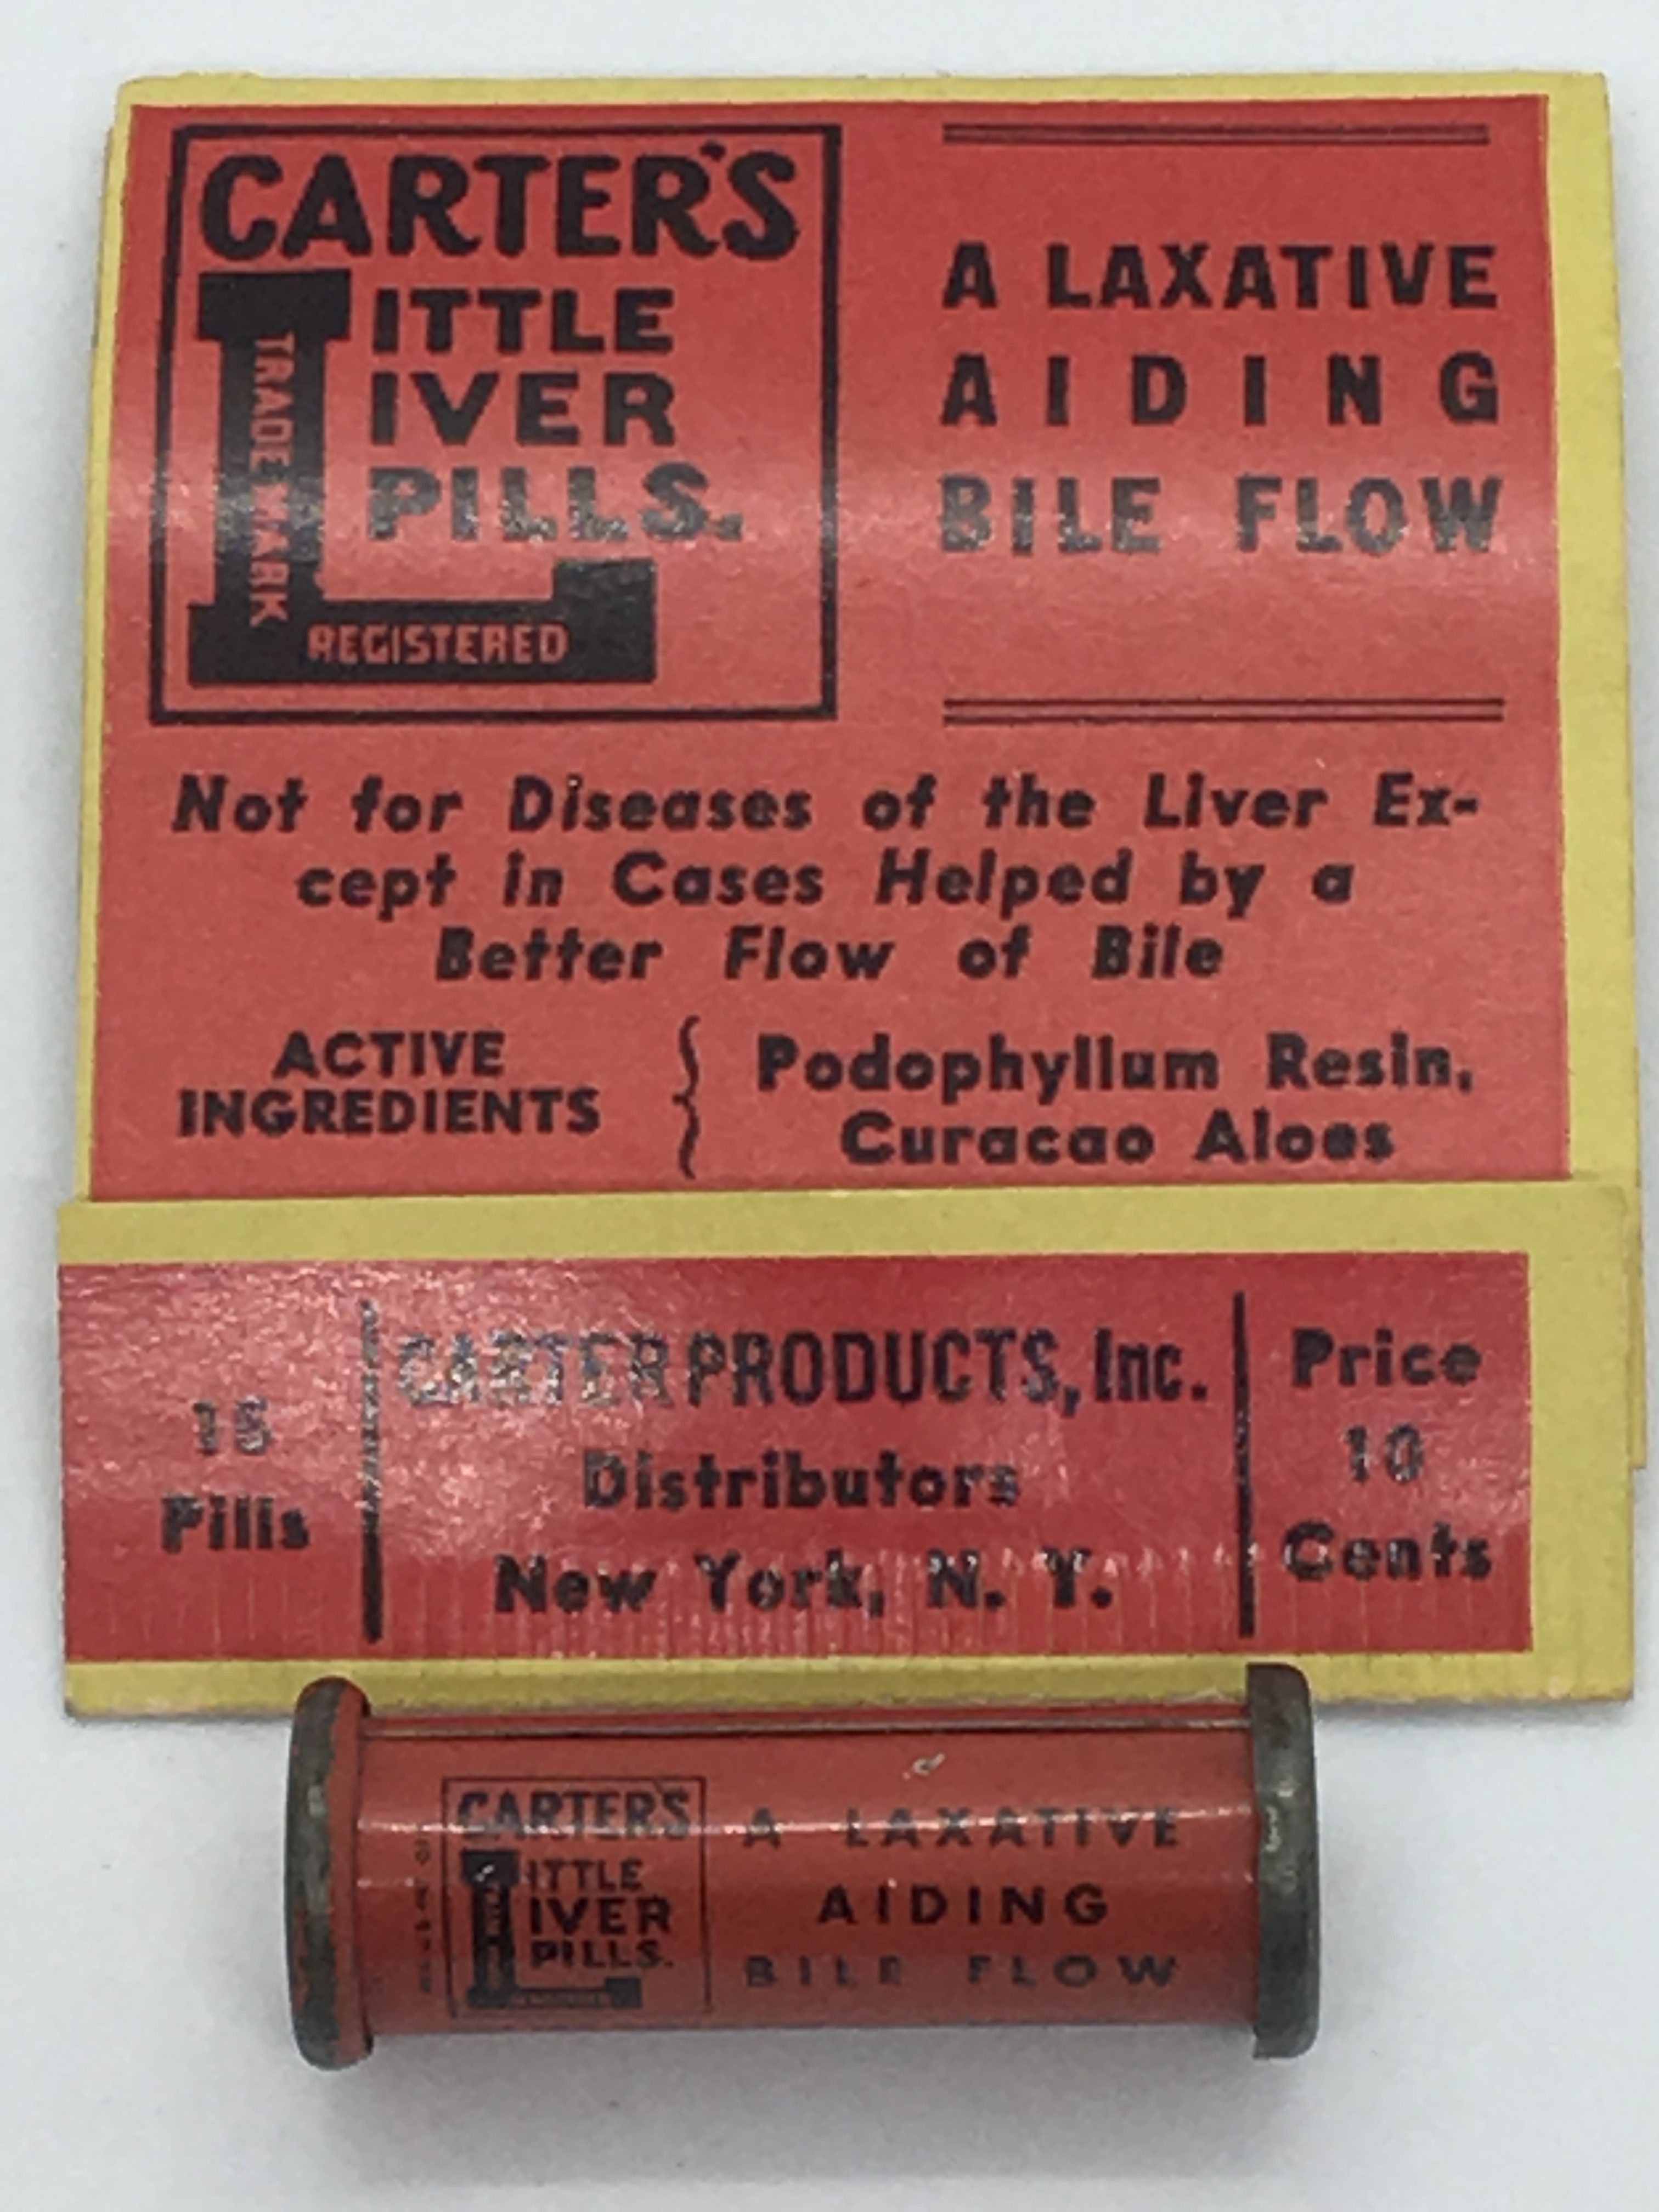 CARTER'S
LITTLE
LIVER
PILLS.
TRADE MARK
REGISTERED
A LAXATIVE
AIDING
BILE FLOW
Not for Diseases of the Liver Ex-
cept in Cases Helped by a
Better Flow of Bile
ACTIVE
INGREDIENTS
Podophyllum Resin,
Curacao Aloes
15
Pills
CARTER PRODUCTS, Inc.
Distributors
New York, N. Y.
Price
10
Cents
CARTER'S
LITTLE
LIVER
PILLS.
A LAXATIVE
AIDING
BILE FLOW